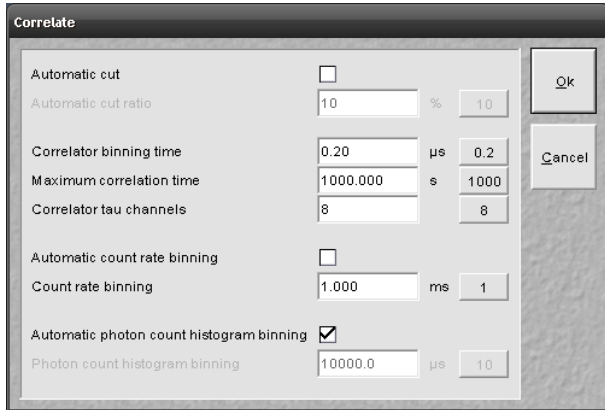 Correlate
Automatic cut
Ok
Automatic cut ratio 10 % 10
Correlator binning time 0.20 µs 0.2
Cancel
Maximum correlation time 1000.000 s 1000
Correlator tau channels 8 8
Automatic count rate binning
Count rate binning 1.000 ms 1
Automatic photon count histogram binning
Photon count histogram binning 10000.0 µs 10